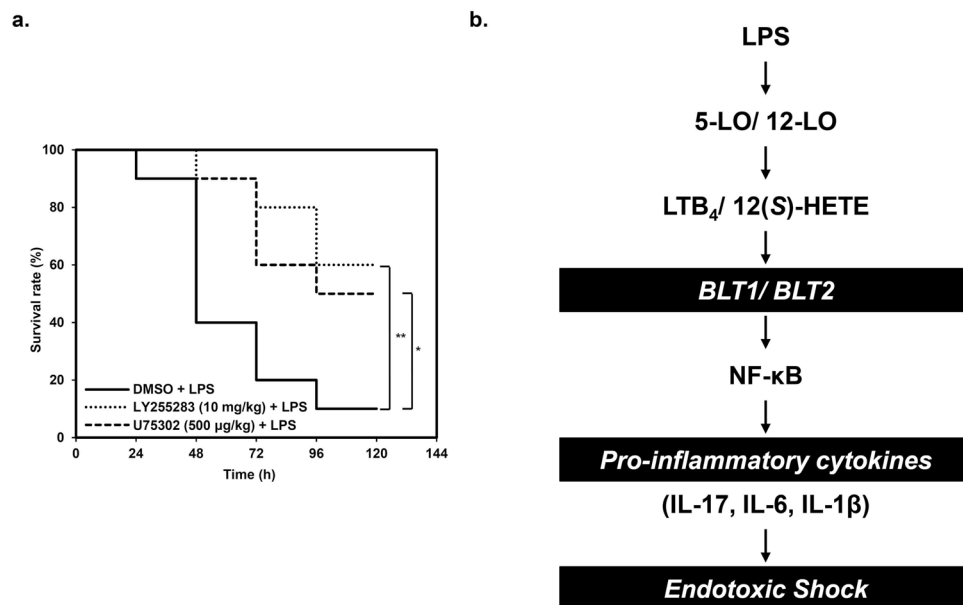 a.
100
80
60
40
20
0
Survival rate (%)
0 24 48 72 96 120 144
Time (h)
DMSO + LPS
LY255283 (10 mg/kg) + LPS
U75302 (500 μg/kg) + LPS
**
*
b.
LPS
5-LO/ 12-LO
LTB₄/ 12(S)-HETE
BLT1/ BLT2
NF-κB
Pro-inflammatory cytokines
(IL-17, IL-6, IL-1β)
Endotoxic Shock